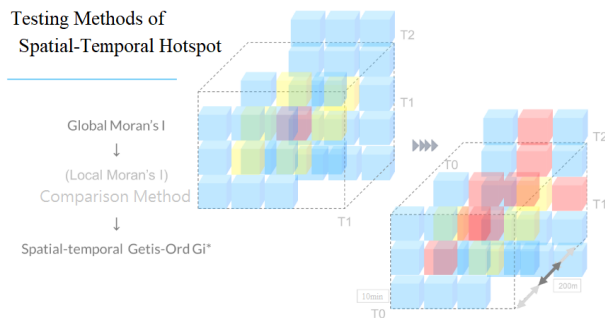 Testing Methods of
Spatial-Temporal Hotspot
Global Moran's I
(Local Moran's I)
Comparison Method
Spatial-temporal Getis-Ord Gi*
T2
T1
T1
T0
T2
T1
200m
10min
T0